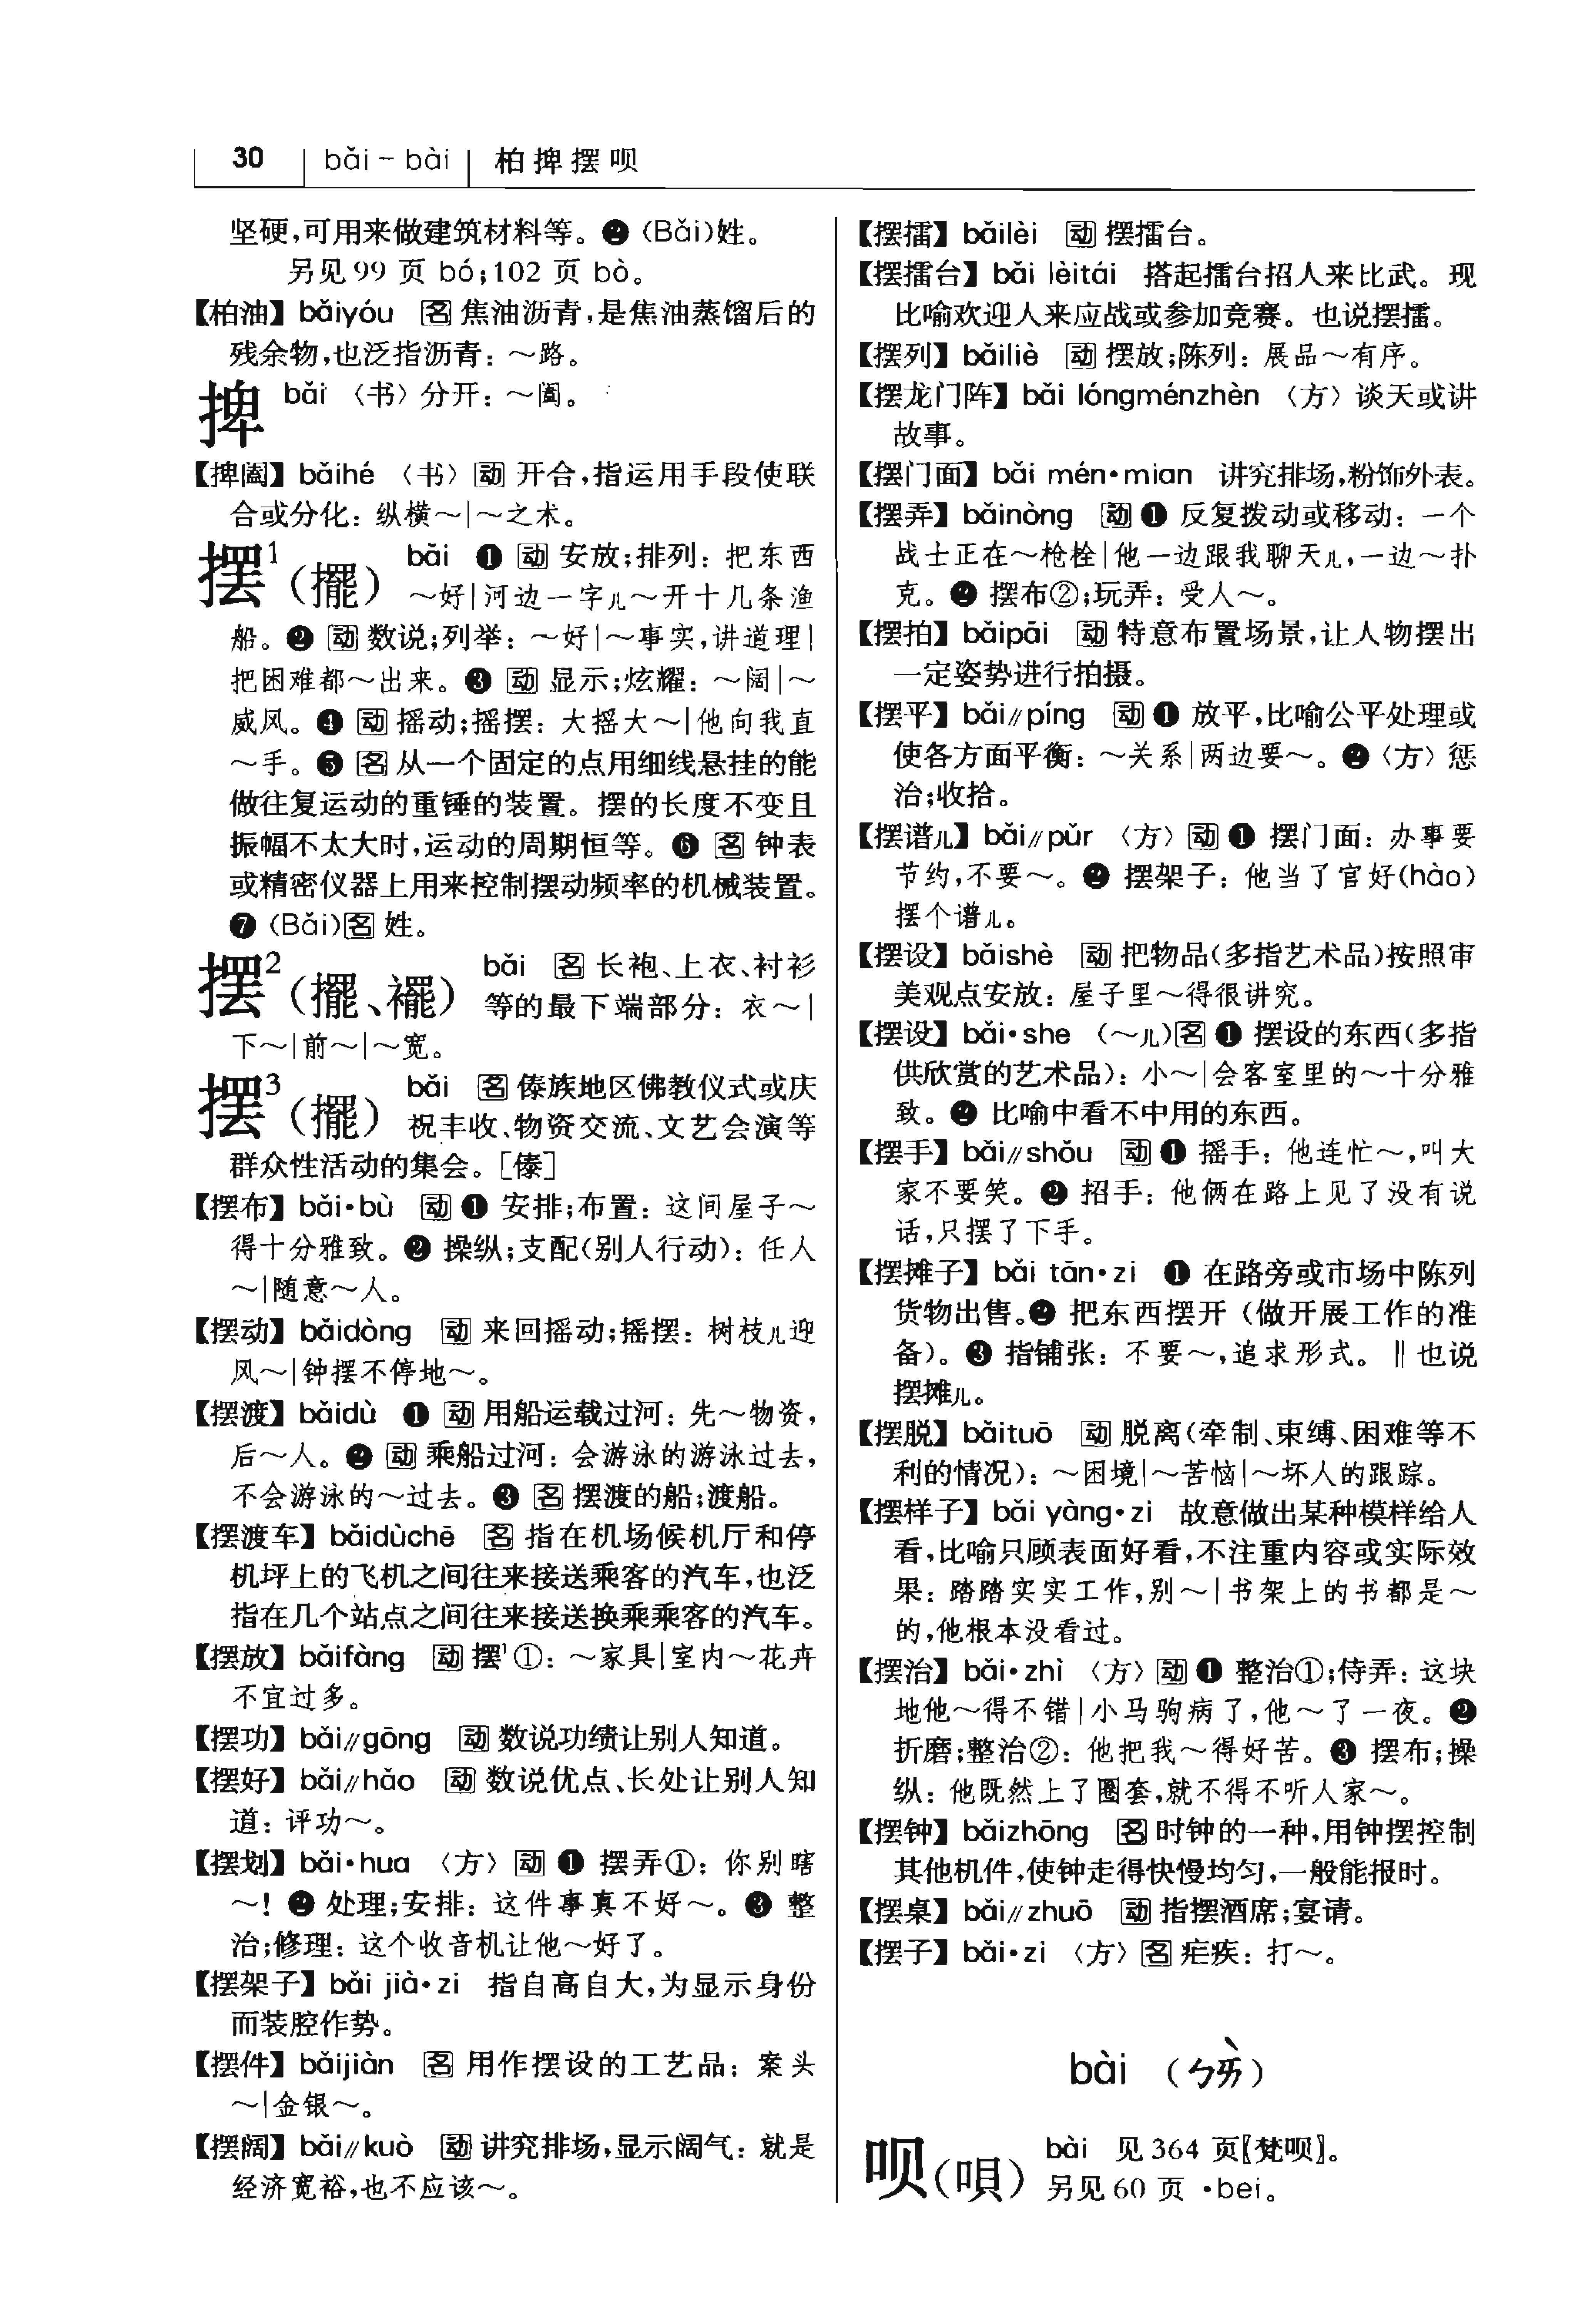 30 bǎi – bài 柏捭摆呗
坚硬,可用来做建筑材料等。❷ (Bǎi)姓。
另见99 页 bó;102 页 bò。
【柏油】bǎiyóu 名 焦油沥青,是焦油蒸馏后的
残余物,也泛指沥青：～路。
捭 bǎi 〈书〉分开：～阖。
【捭阖】bǎihé 〈书〉动 开合,指运用手段使联
合或分化：纵横～|～之术。
摆¹(擺) bǎi ❶ 动 安放;排列：把东西
～好|河边一字儿～开十几条渔
船。❷ 动 数说;列举：～好|～事实,讲道理|
把困难都～出来。❸ 动 显示;炫耀：～阔|～
威风。❹ 动 摇动;摇摆：大摇大～|他向我直
～手。❺ 名 从一个固定的点用细线悬挂的能
做往复运动的重锤的装置。摆的长度不变且
振幅不太大时,运动的周期恒等。❻ 名 钟表
或精密仪器上用来控制摆动频率的机械装置。
❼ (Bǎi)名 姓。
摆²(擺、襬) bǎi 名 长袍、上衣、衬衫
等的最下端部分：衣～|
下～|前～|～宽。
摆³(擺) bǎi 名 傣族地区佛教仪式或庆
祝丰收、物资交流、文艺会演等
群众性活动的集会。[傣]
【摆布】bǎi·bù 动 ❶ 安排;布置：这间屋子～
得十分雅致。❷ 操纵;支配(别人行动)：任人
～|随意～人。
【摆动】bǎidòng 动 来回摇动;摇摆：树枝儿迎
风～|钟摆不停地～。
【摆渡】bǎidù ❶ 动 用船运载过河：先～物资,
后～人。❷ 动 乘船过河：会游泳的游泳过去,
不会游泳的～过去。❸ 名 摆渡的船;渡船。
【摆渡车】bǎidùchē 名 指在机场候机厅和停
机坪上的飞机之间往来接送乘客的汽车,也泛
指在几个站点之间往来接送换乘乘客的汽车。
【摆放】bǎifàng 动 摆¹①：～家具|室内～花卉
不宜过多。
【摆功】bǎi//gōng 动 数说功绩让别人知道。
【摆好】bǎi//hǎo 动 数说优点、长处让别人知
道：评功～。
【摆划】bǎi·hua 〈方〉动 ❶ 摆弄①：你别瞎
～! ❷ 处理;安排：这件事真不好～。❸ 整
治;修理：这个收音机让他～好了。
【摆架子】bǎi jià·zi 指自高自大,为显示身份
而装腔作势。
【摆件】bǎijiàn 名 用作摆设的工艺品：案头
～|金银～。
【摆阔】bǎi//kuò 动 讲究排场,显示阔气：就是
经济宽裕,也不应该～。
【摆擂】bǎilèi 动 摆擂台。
【摆擂台】bǎi lèitái 搭起擂台招人来比武。现
比喻欢迎人来应战或参加竞赛。也说摆擂。
【摆列】bǎiliè 动 摆放;陈列：展品～有序。
【摆龙门阵】bǎi lóngménzhèn 〈方〉谈天或讲
故事。
【摆门面】bǎi mén·mian 讲究排场,粉饰外表。
【摆弄】bǎinòng 动 ❶ 反复拨动或移动：一个
战士正在～枪栓|他一边跟我聊天儿,一边～扑
克。❷ 摆布②;玩弄：受人～。
【摆拍】bǎipāi 动 特意布置场景,让人物摆出
一定姿势进行拍摄。
【摆平】bǎi//píng 动 ❶ 放平,比喻公平处理或
使各方面平衡：～关系|两边要～。❷〈方〉惩
治;收拾。
【摆谱儿】bǎi//pǔr 〈方〉动 ❶ 摆门面：办事要
节约,不要～。❷ 摆架子：他当了官好(hào)
摆个谱儿。
【摆设】bǎishè 动 把物品(多指艺术品)按照审
美观点安放：屋子里～得很讲究。
【摆设】bǎi·she (～儿)名 ❶ 摆设的东西(多指
供欣赏的艺术品)：小～|会客室里的～十分雅
致。❷ 比喻中看不中用的东西。
【摆手】bǎi//shǒu 动 ❶ 摇手：他连忙～,叫大
家不要笑。❷ 招手：他俩在路上见了没有说
话,只摆了下手。
【摆摊子】bǎi tān·zi ❶ 在路旁或市场中陈列
货物出售。❷ 把东西摆开(做开展工作的准
备)。❸ 指铺张：不要～,追求形式。‖也说
摆摊儿。
【摆脱】bǎituō 动 脱离(牵制、束缚、困难等不
利的情况)：～困境|～苦恼|～坏人的跟踪。
【摆样子】bǎi yàng·zi 故意做出某种模样给人
看,比喻只顾表面好看,不注重内容或实际效
果：踏踏实实工作,别～|书架上的书都是～
的,他根本没看过。
【摆治】bǎi·zhì 〈方〉动 ❶ 整治①;侍弄：这块
地他～得不错|小马驹病了,他～了一夜。❷
折磨;整治②：他把我～得好苦。❸ 摆布;操
纵：他既然上了圈套,就不得不听人家～。
【摆钟】bǎizhōng 名 时钟的一种,用钟摆控制
其他机件,使钟走得快慢均匀,一般能报时。
【摆桌】bǎi//zhuō 动 指摆酒席;宴请。
【摆子】bǎi·zi 〈方〉名 疟疾：打～。
bài (ㄅㄞˋ)
呗(唄) bài 见 364 页〖梵呗〗。
另见 60 页 ·bei。